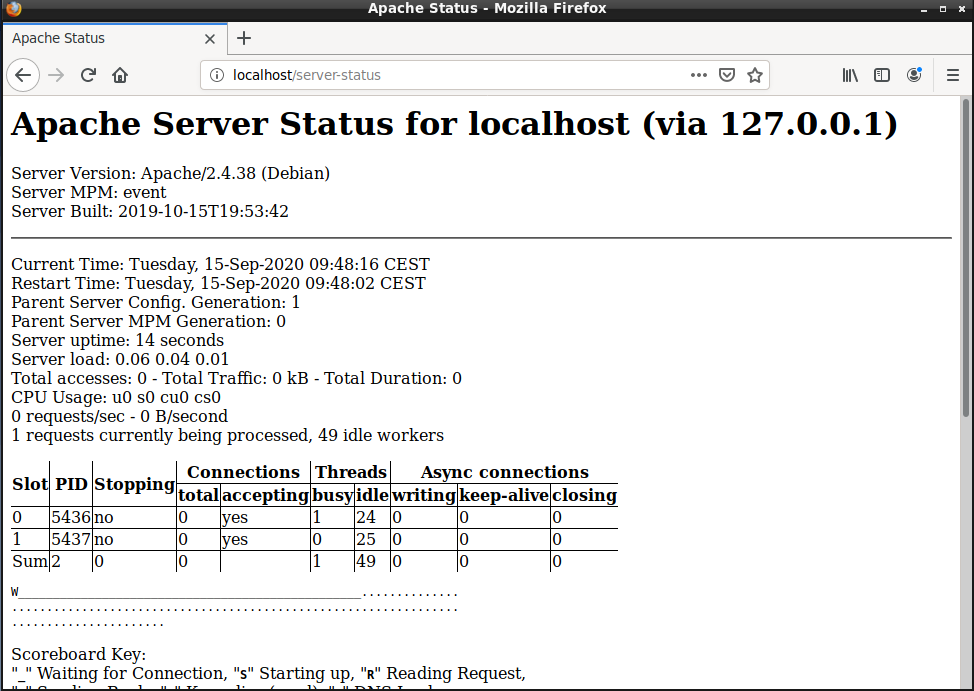 Apache Status - Mozilla Firefox
Apache Status
localhost/server-status
Apache Server Status for localhost (via 127.0.0.1)
Server Version: Apache/2.4.38 (Debian)
Server MPM: event
Server Built: 2019-10-15T19:53:42
Current Time: Tuesday, 15-Sep-2020 09:48:16 CEST
Restart Time: Tuesday, 15-Sep-2020 09:48:02 CEST
Parent Server Config. Generation: 1
Parent Server MPM Generation: 0
Server uptime: 14 seconds
Server load: 0.06 0.04 0.01
Total accesses: 0 - Total Traffic: 0 kB - Total Duration: 0
CPU Usage: u0 s0 cu0 cs0
0 requests/sec - 0 B/second
1 requests currently being processed, 49 idle workers
Slot PID Stopping Connections Threads Async connections
total accepting busy idle writing keep-alive closing
0 5436 no 0 yes 1 24 0 0 0
1 5437 no 0 yes 0 25 0 0 0
Sum 2 0 0 1 49 0 0 0
W_________________________________________________..............
................................................................
......................
Scoreboard Key:
"_" Waiting for Connection, "S" Starting up, "R" Reading Request,